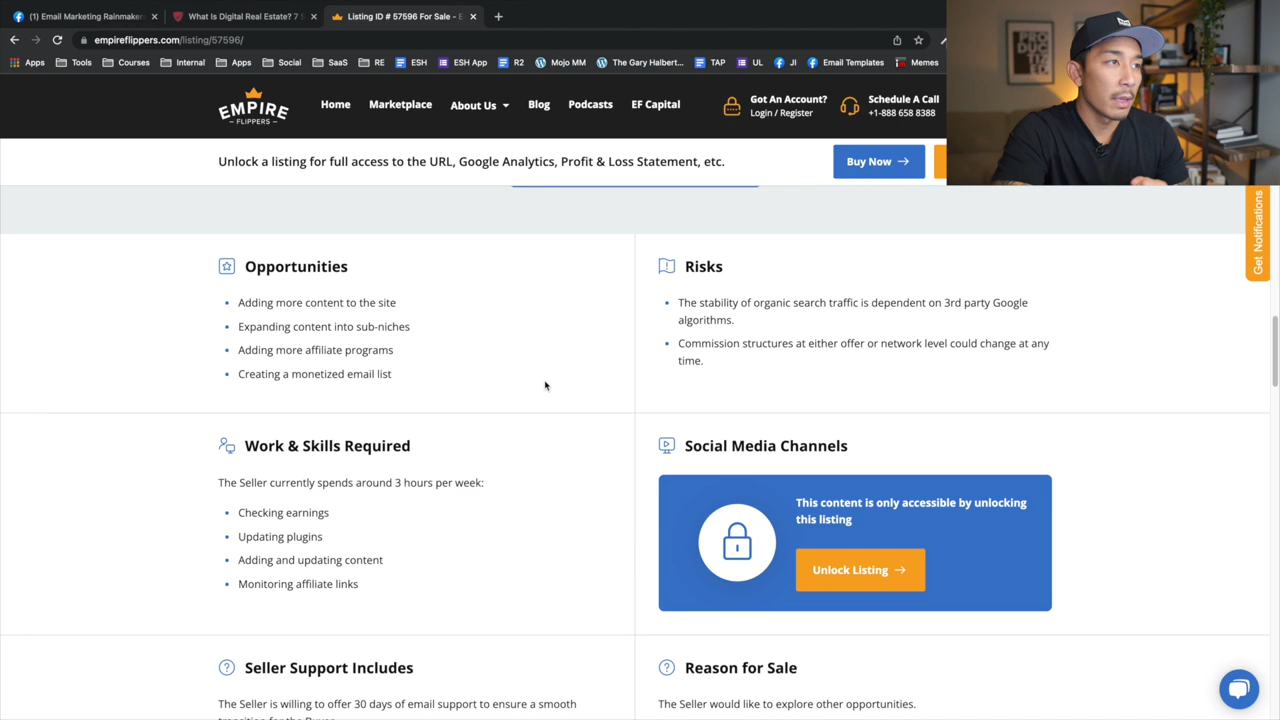 (1) Email Marketing Rainmaker
What Is Digital Real Estate? 7 S
Listing ID # 57596 For Sale - E
empireflippers.com/listing/57596/
Apps
Tools
Courses
Internal
Apps
Social
SaaS
RE
ESH
ESH App
R2
Mojo MM
The Gary Halbert...
TAP
UL
JI
Email Templates
Memes
PRO
DUC
EMPIRE
FLIPPERS
Home
Marketplace
About Us
Blog
Podcasts
EF Capital
Got An Account?
Login / Register
Schedule A Call
+1-888 658 8388
Unlock a listing for full access to the URL, Google Analytics, Profit & Loss Statement, etc.
Buy Now →
Get Notifications
Opportunities
• Adding more content to the site
• Expanding content into sub-niches
• Adding more affiliate programs
• Creating a monetized email list
Risks
• The stability of organic search traffic is dependent on 3rd party Google
algorithms.
• Commission structures at either offer or network level could change at any
time.
Work & Skills Required
The Seller currently spends around 3 hours per week:
• Checking earnings
• Updating plugins
• Adding and updating content
• Monitoring affiliate links
Social Media Channels
This content is only accessible by unlocking
this listing
Unlock Listing →
Seller Support Includes
The Seller is willing to offer 30 days of email support to ensure a smooth
transition for the Buyer.
Reason for Sale
The Seller would like to explore other opportunities.